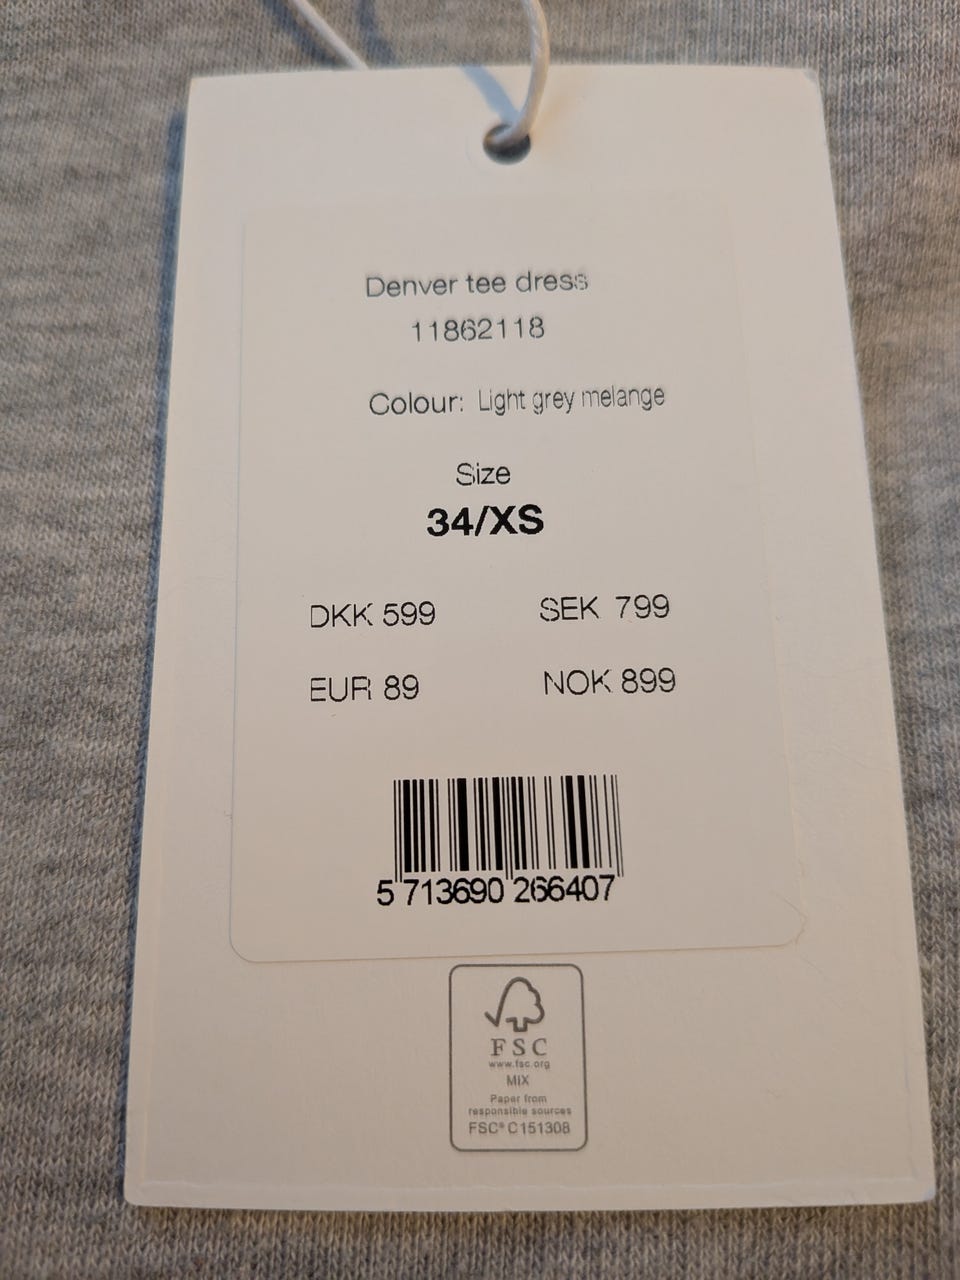 Denver tee dress
11862118
Colour: Light grey melange
Size
34/XS
DKK 599 SEK 799
EUR 89 NOK 899
5 713690 266407
FSC
www.fsc.org
MIX
Paper from
responsible sources
FSC® C151308